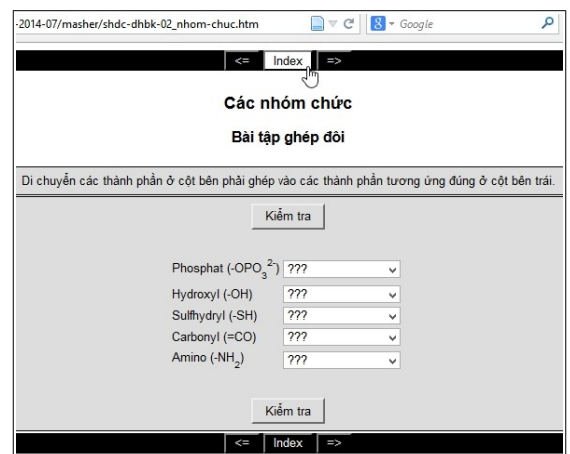 -2014-07/masher/shdc-dhbk-02_nhom-chuc.htm Google
<= Index =>
Các nhóm chức
Bài tập ghép đôi
Di chuyển các thành phần ở cột bên phải ghép vào các thành phần tương ứng đúng ở cột bên trái.
Kiểm tra
Phosphat (-OPO₃²⁻) ???
Hydroxyl (-OH) ???
Sulfhydryl (-SH) ???
Carbonyl (=CO) ???
Amino (-NH₂) ???
Kiểm tra
<= Index =>